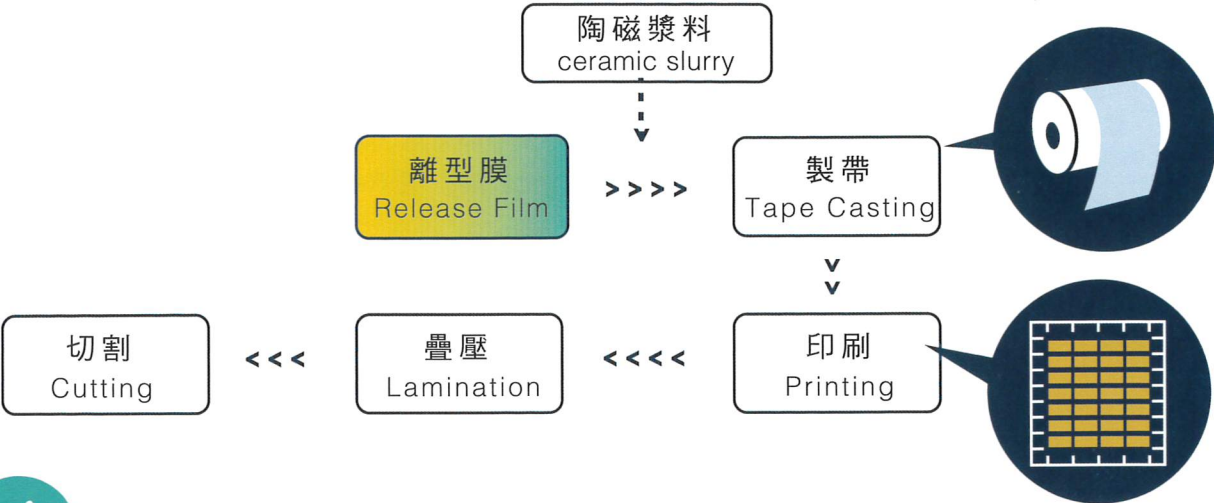 陶磁漿料
ceramic slurry
離型膜
Release Film
>>>>
製帶
Tape Casting
印刷
Printing
<<<<
疊壓
Lamination
<<<
切割
Cutting